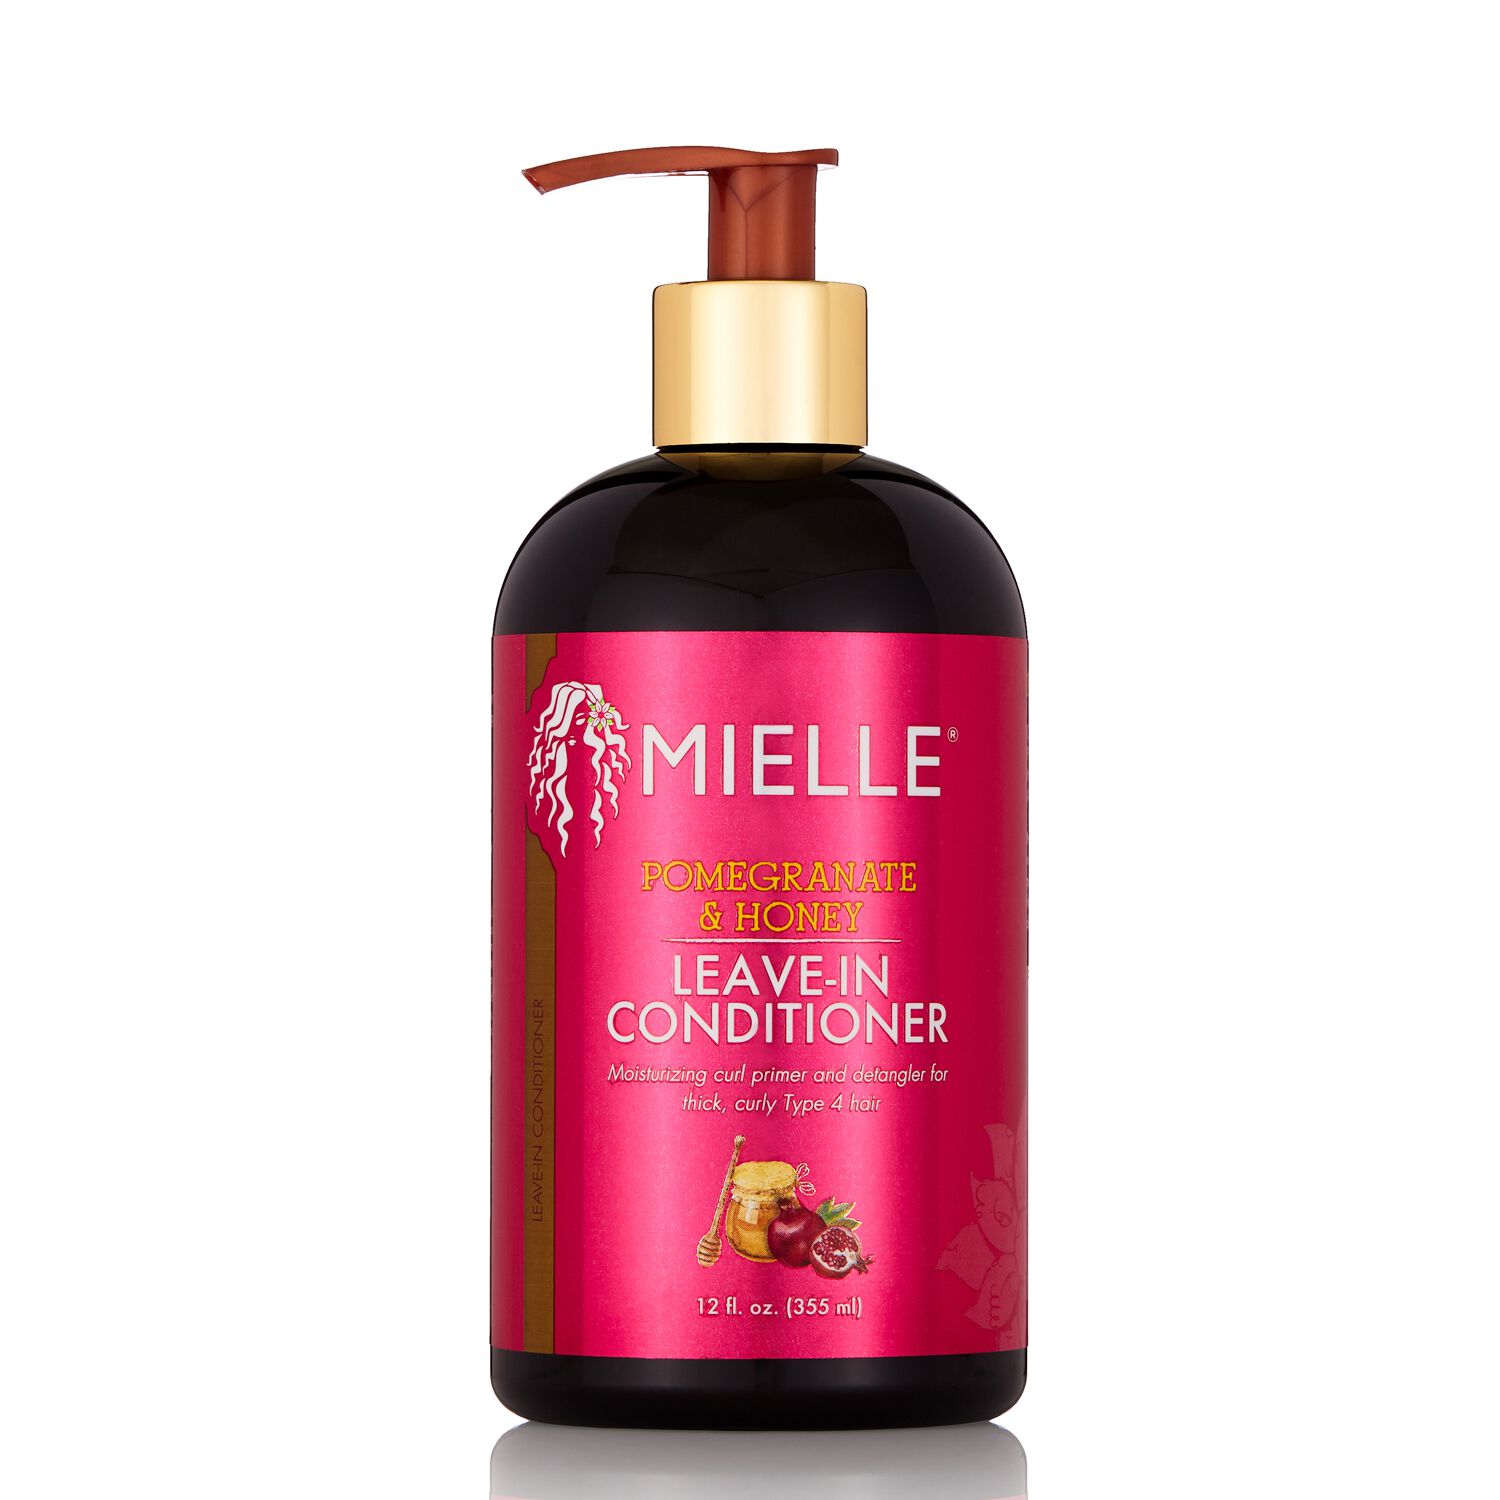 MIELLE®
POMEGRANATE
& HONEY
LEAVE-IN
CONDITIONER
Moisturizing curl primer and detangler for
thick, curly Type 4 hair
12 fl. oz. (355 ml)
LEAVE-IN CONDITIONER